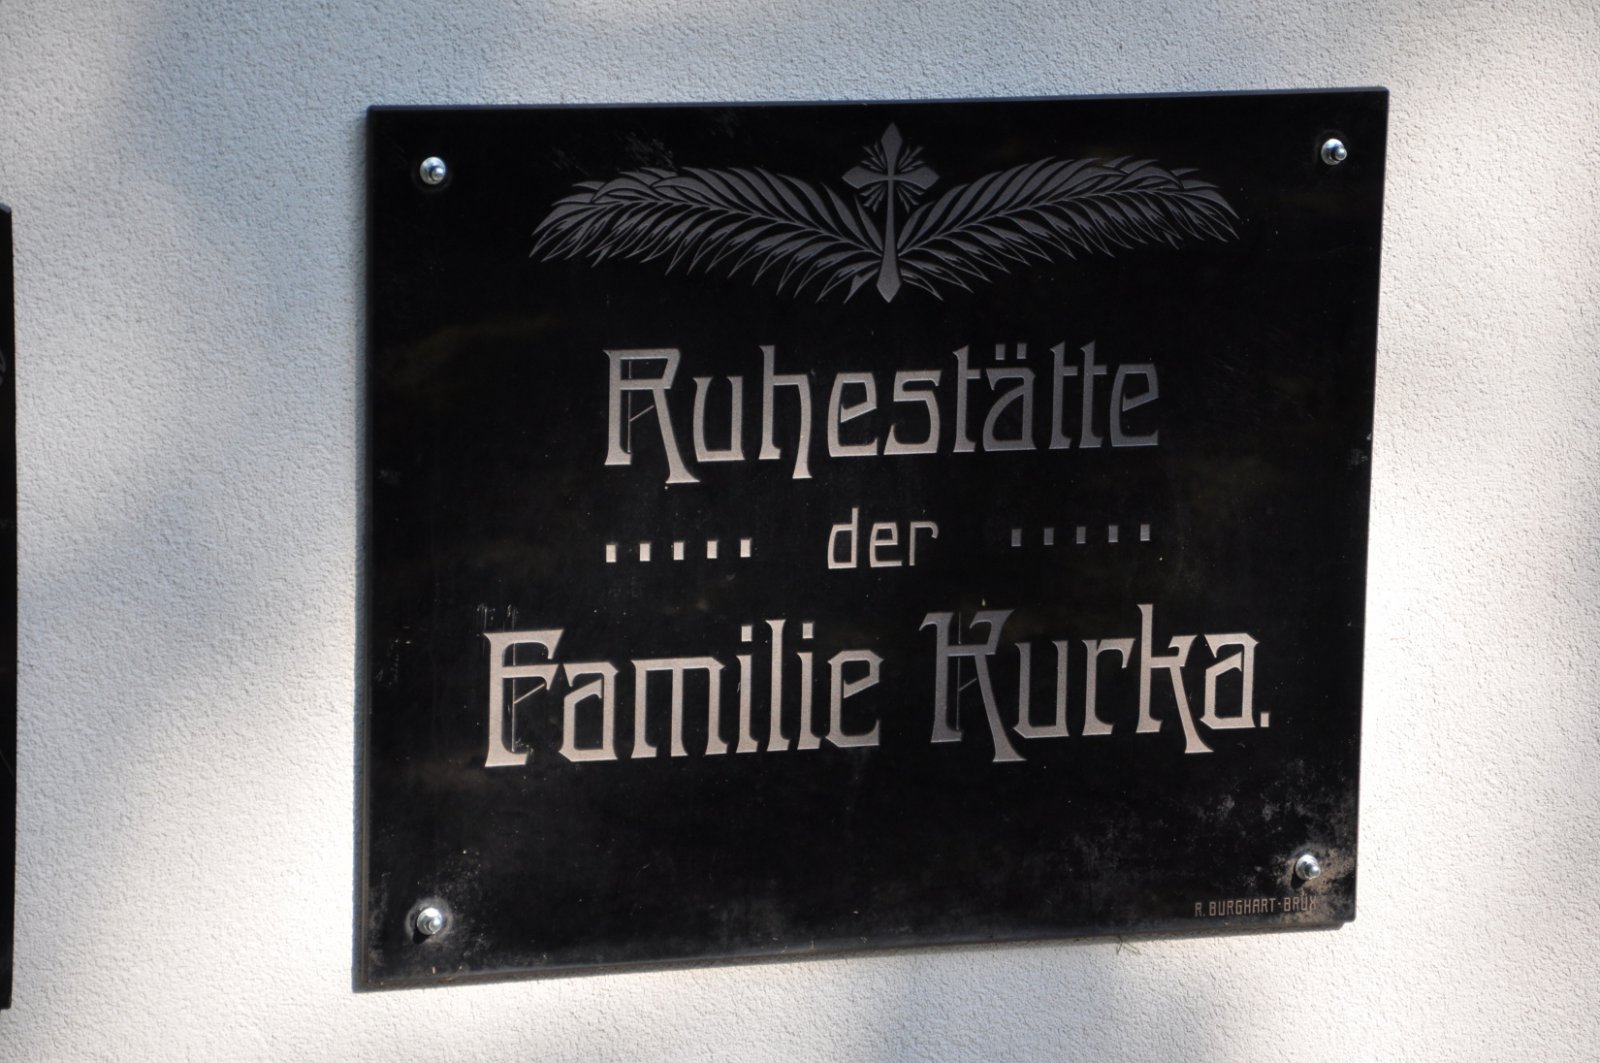 Ruhestätte
der
Familie Kurka.
R. BURGHART-BRÜX